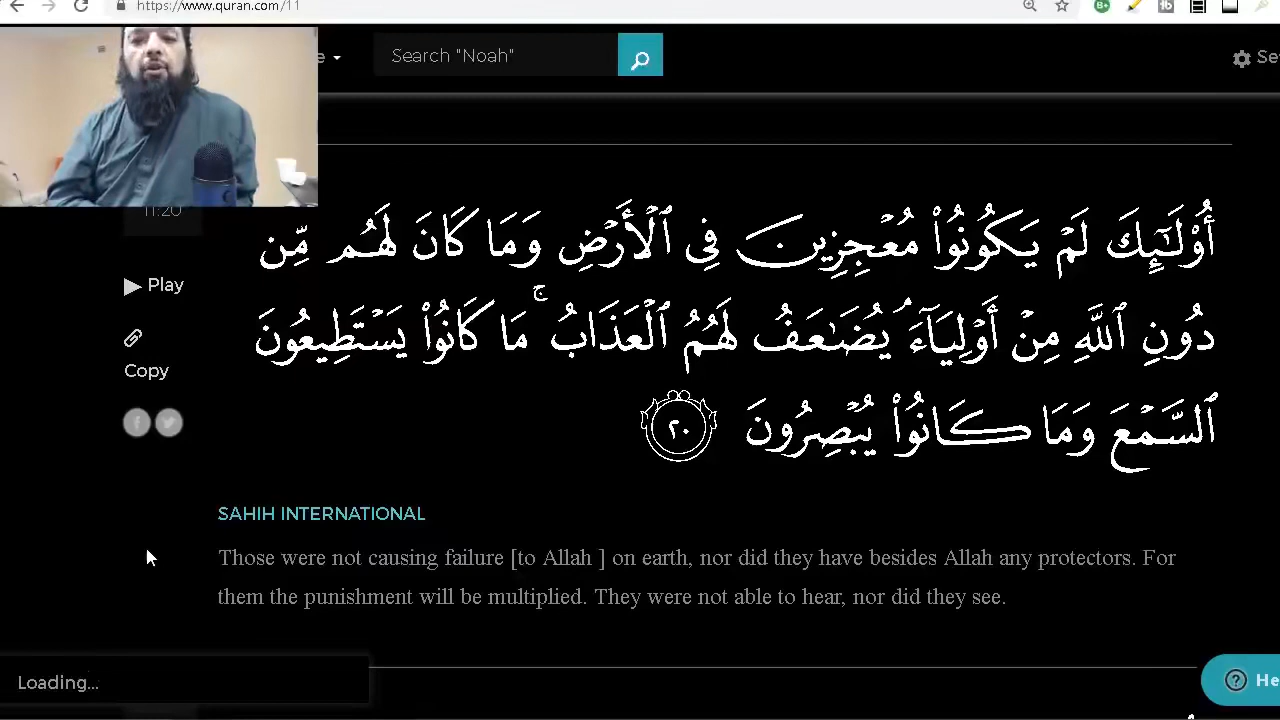 https://www.quran.com/11
e
Search "Noah"
Se
11:20
Play
Copy
أُو۟لَـٰٓئِكَ لَمْ يَكُونُوا۟ مُعْجِزِينَ فِى ٱلْأَرْضِ وَمَا كَانَ لَهُم مِّن
دُونِ ٱللَّهِ مِنْ أَوْلِيَآءَ ۘ يُضَـٰعَفُ لَهُمُ ٱلْعَذَابُ ۚ مَا كَانُوا۟ يَسْتَطِيعُونَ
ٱلسَّمْعَ وَمَا كَانُوا۟ يُبْصِرُونَ ٢٠
SAHIH INTERNATIONAL
Those were not causing failure [to Allah ] on earth, nor did they have besides Allah any protectors. For
them the punishment will be multiplied. They were not able to hear, nor did they see.
Loading...
He